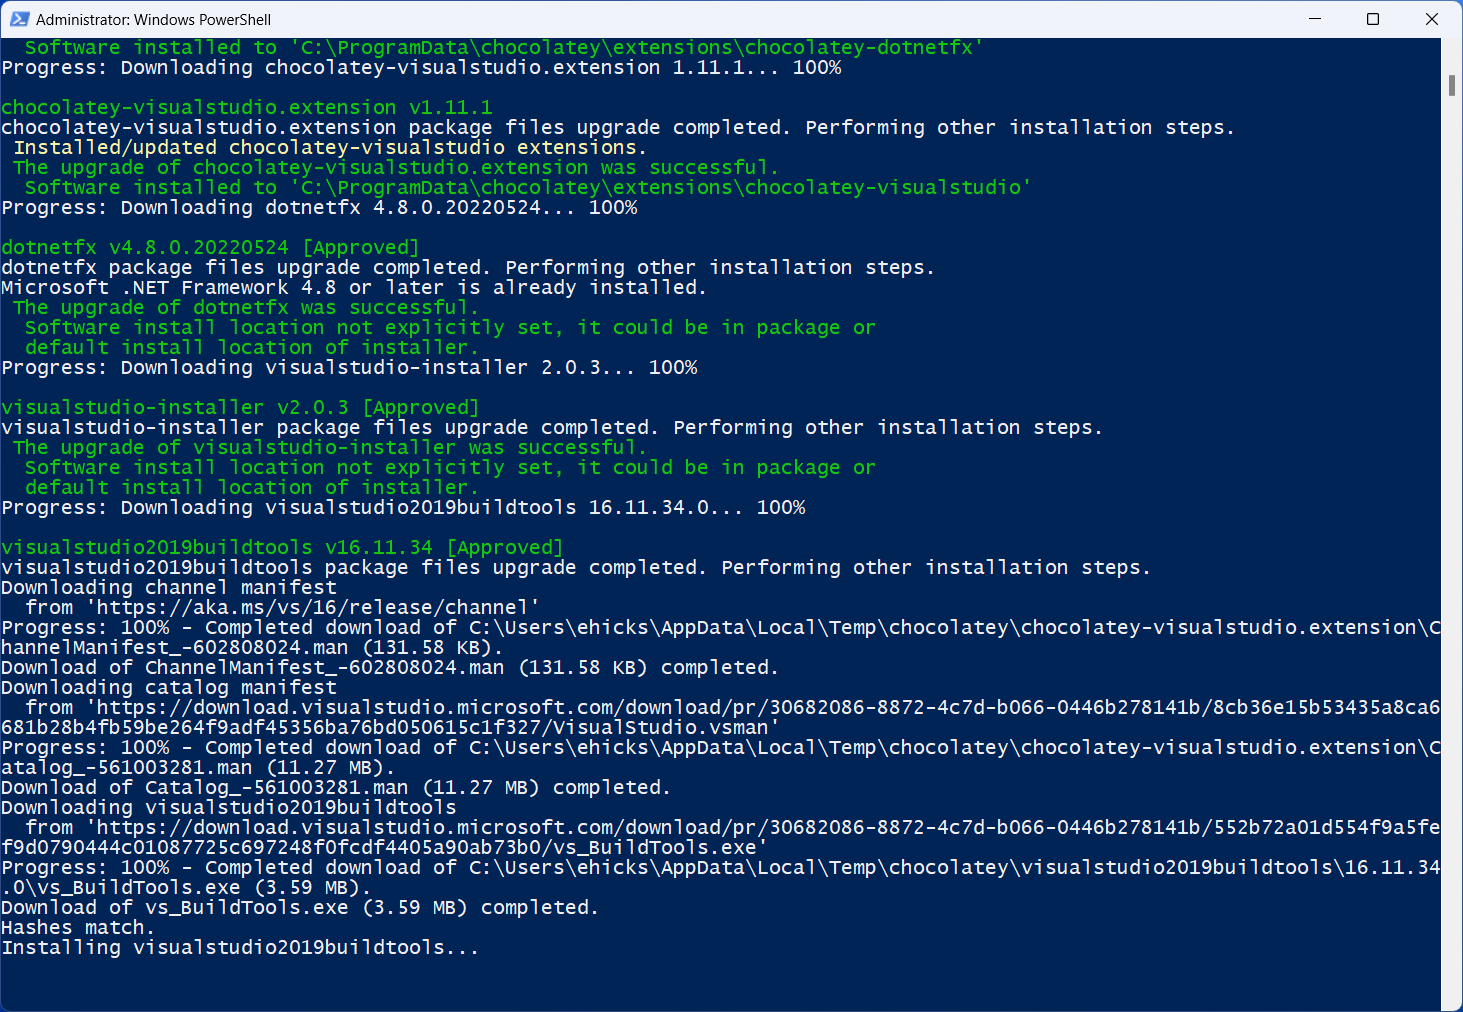 Administrator: Windows PowerShell
  Software installed to 'C:\ProgramData\chocolatey\extensions\chocolatey-dotnetfx'
Progress: Downloading chocolatey-visualstudio.extension 1.11.1... 100%

chocolatey-visualstudio.extension v1.11.1
chocolatey-visualstudio.extension package files upgrade completed. Performing other installation steps.
 Installed/updated chocolatey-visualstudio extensions.
 The upgrade of chocolatey-visualstudio.extension was successful.
  Software installed to 'C:\ProgramData\chocolatey\extensions\chocolatey-visualstudio'
Progress: Downloading dotnetfx 4.8.0.20220524... 100%

dotnetfx v4.8.0.20220524 [Approved]
dotnetfx package files upgrade completed. Performing other installation steps.
Microsoft .NET Framework 4.8 or later is already installed.
 The upgrade of dotnetfx was successful.
  Software install location not explicitly set, it could be in package or
  default install location of installer.
Progress: Downloading visualstudio-installer 2.0.3... 100%

visualstudio-installer v2.0.3 [Approved]
visualstudio-installer package files upgrade completed. Performing other installation steps.
 The upgrade of visualstudio-installer was successful.
  Software install location not explicitly set, it could be in package or
  default install location of installer.
Progress: Downloading visualstudio2019buildtools 16.11.34.0... 100%

visualstudio2019buildtools v16.11.34 [Approved]
visualstudio2019buildtools package files upgrade completed. Performing other installation steps.
Downloading channel manifest
  from 'https://aka.ms/vs/16/release/channel'
Progress: 100% - Completed download of C:\Users\ehicks\AppData\Local\Temp\chocolatey\chocolatey-visualstudio.extension\C
hannelManifest_-602808024.man (131.58 KB).
Download of ChannelManifest_-602808024.man (131.58 KB) completed.
Downloading catalog manifest
  from 'https://download.visualstudio.microsoft.com/download/pr/30682086-8872-4c7d-b066-0446b278141b/8cb36e15b53435a8ca6
681b28b4fb59be264f9adf45356ba76bd050615c1f327/VisualStudio.vsman'
Progress: 100% - Completed download of C:\Users\ehicks\AppData\Local\Temp\chocolatey\chocolatey-visualstudio.extension\C
atalog_-561003281.man (11.27 MB).
Download of Catalog_-561003281.man (11.27 MB) completed.
Downloading visualstudio2019buildtools
  from 'https://download.visualstudio.microsoft.com/download/pr/30682086-8872-4c7d-b066-0446b278141b/552b72a01d554f9a5fe
f9d0790444c01087725c697248f0fcdf4405a90ab73b0/vs_BuildTools.exe'
Progress: 100% - Completed download of C:\Users\ehicks\AppData\Local\Temp\chocolatey\visualstudio2019buildtools\16.11.34
.0\vs_BuildTools.exe (3.59 MB).
Download of vs_BuildTools.exe (3.59 MB) completed.
Hashes match.
Installing visualstudio2019buildtools...